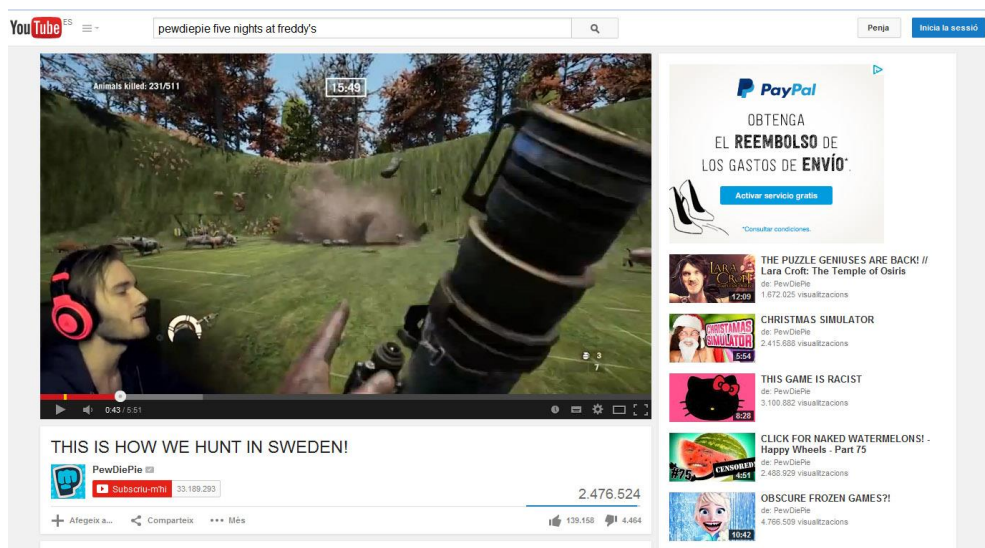 YouTube ES
pewdiepie five nights at freddy's
Penja
Inicia la sessió
Animals killed: 231/511
15:49
3
7
0:43 / 5:51
THIS IS HOW WE HUNT IN SWEDEN!
PewDiePie
Subscriu-m'hi 33.189.293
2.476.524
Afegeix a... Comparteix Més
139.158 4.464
PayPal
OBTENGA
EL REEMBOLSO DE
LOS GASTOS DE ENVÍO*.
Activar servicio gratis
*Consultar condiciones.
LARA CROFT
12:09
THE PUZZLE GENIUSES ARE BACK! //
Lara Croft: The Temple of Osiris
de: PewDiePie
1.672.025 visualitzacions
CHRISTAMAS
SIMULATOR
5:54
CHRISTMAS SIMULATOR
de: PewDiePie
2.415.688 visualitzacions
8:28
THIS GAME IS RACIST
de: PewDiePie
3.100.882 visualitzacions
#75
CENSORED!
4:51
CLICK FOR NAKED WATERMELONS! -
Happy Wheels - Part 75
de: PewDiePie
2.488.929 visualitzacions
10:42
OBSCURE FROZEN GAMES?!
de: PewDiePie
4.766.509 visualitzacions